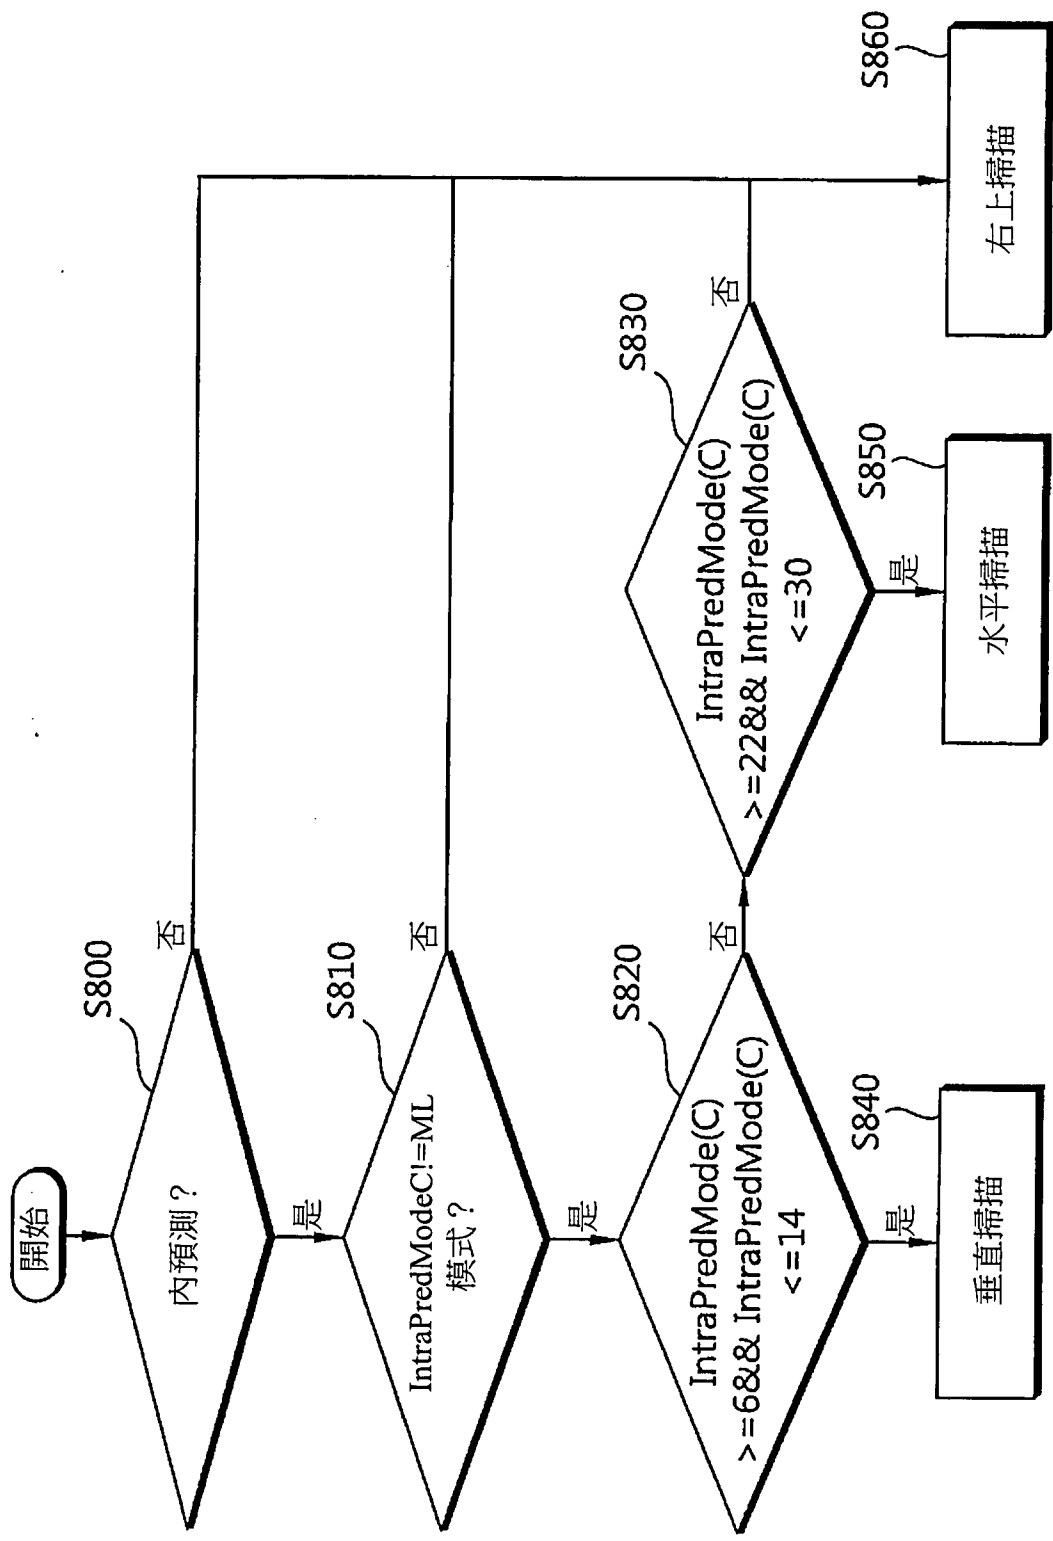 開始
S800
內預測？
否
是
S810
IntraPredModeC!=ML
模式？
否
是
S820
IntraPredMode(C)
>=6&& IntraPredMode(C)
<=14
否
是
S830
IntraPredMode(C)
>=22&& IntraPredMode(C)
<=30
否
是
S840
垂直掃描
S850
水平掃描
S860
右上掃描